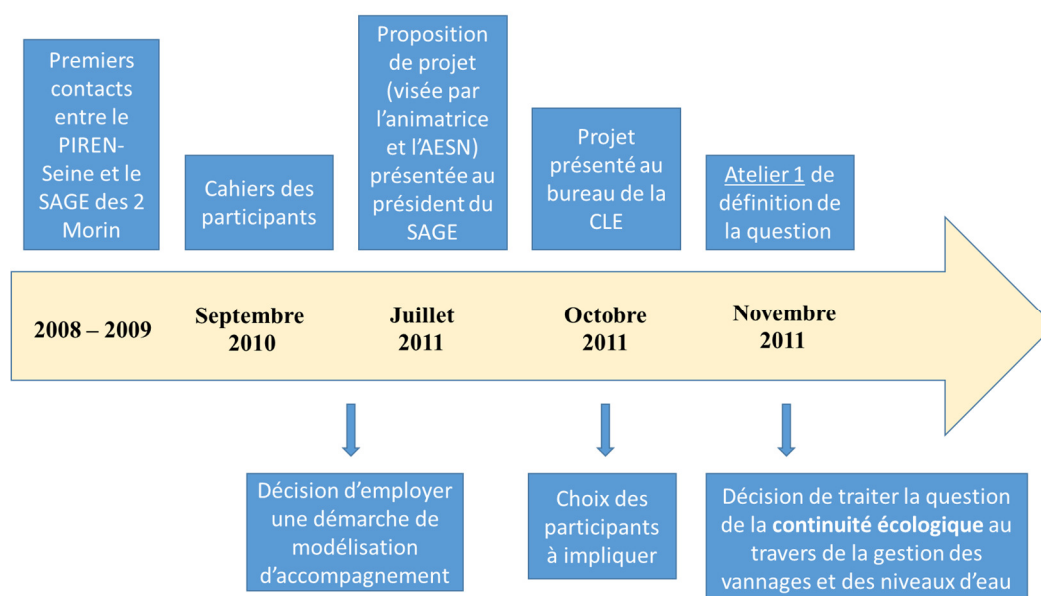 Premiers
contacts
entre le
PIREN-
Seine et le
SAGE des 2
Morin
Cahiers des
participants
Proposition
de projet
(visée par
l’animatrice
et l’AESN)
présentée au
président du
SAGE
Projet
présenté au
bureau de la
CLE
Atelier 1 de
définition de
la question
2008 – 2009
Septembre
2010
Juillet
2011
Octobre
2011
Novembre
2011
Décision d’employer
une démarche de
modélisation
d’accompagnement
Choix des
participants
à impliquer
Décision de traiter la question
de la continuité écologique au
travers de la gestion des
vannages et des niveaux d’eau